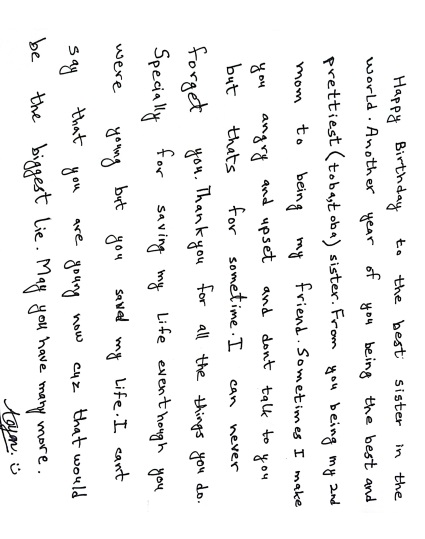 Happy Birthday to the best sister in the
world. Another year of you being the best and
prettiest (toba,toba) sister. From you being my 2nd
mom to being my friend. Sometimes I make
you angry and upset and dont talk to you
but thats for sometime. I can never
forget you. Thankyou for all the things you do.
Specially for saving my Life eventhough you
were young but you saved my Life. I cant
say that you are young now cuz that would
be the biggest Lie. May you have many more.